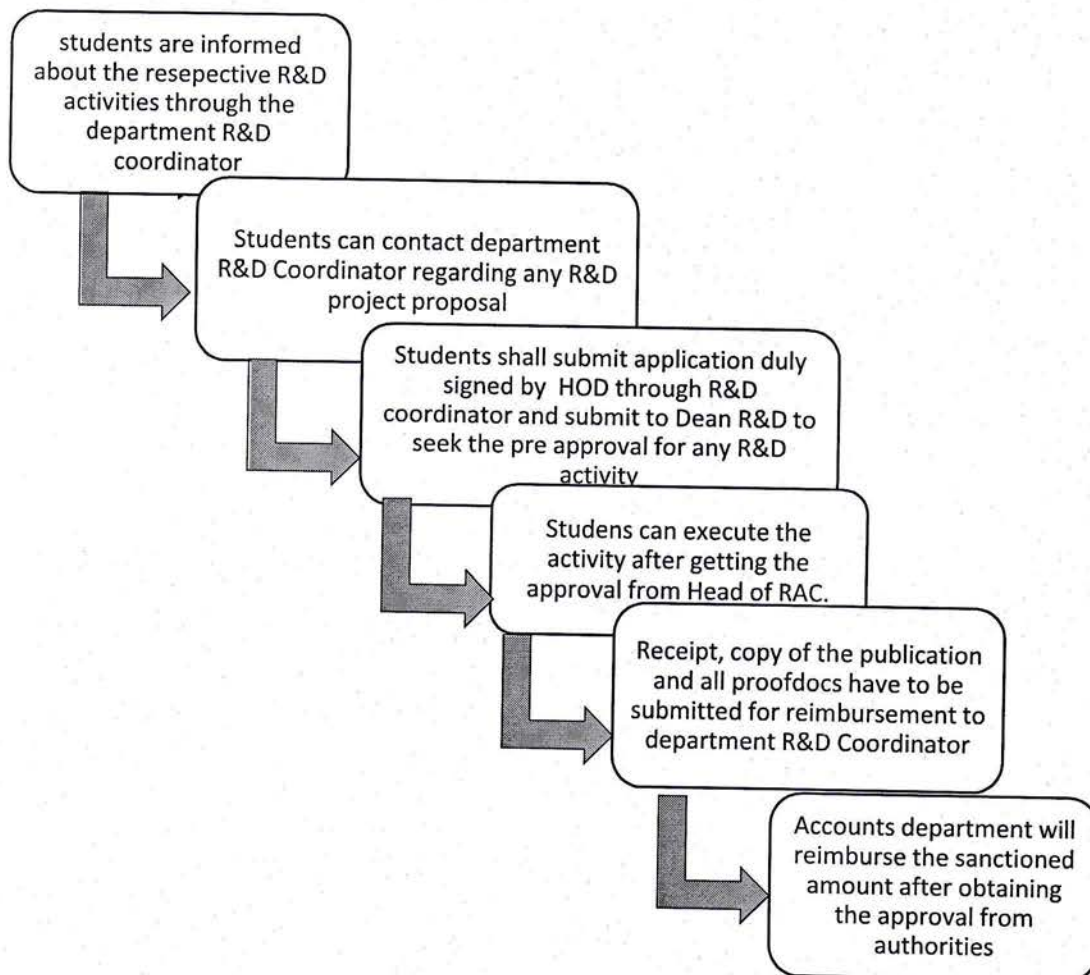 students are informed
about the resepective R&D
activities through the
department R&D
coordinator
Students can contact department
R&D Coordinator regarding any R&D
project proposal
Students shall submit application duly
signed by HOD through R&D
coordinator and submit to Dean R&D to
seek the pre approval for any R&D
activity
Studens can execute the
activity after getting the
approval from Head of RAC.
Receipt, copy of the publication
and all proofdocs have to be
submitted for reimbursement to
department R&D Coordinator
Accounts department will
reimburse the sanctioned
amount after obtaining
the approval from
authorities